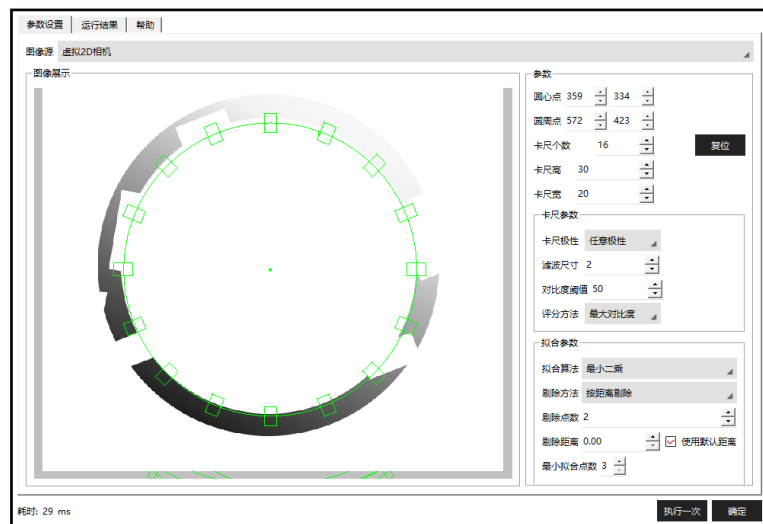 参数设置 运行结果 帮助
图像源 虚拟2D相机
图像展示
参数
圆心点 359 334
圆周点 572 423
卡尺个数 16 复位
卡尺高 30
卡尺宽 20
卡尺参数
卡尺极性 任意极性
滤波尺寸 2
对比度阈值 50
评分方法 最大对比度
拟合参数
拟合算法 最小二乘
剔除方法 按距离剔除
剔除点数 2
剔除距离 0.00 使用默认距离
最小拟合点数 3
耗时: 29 ms 执行一次 确定